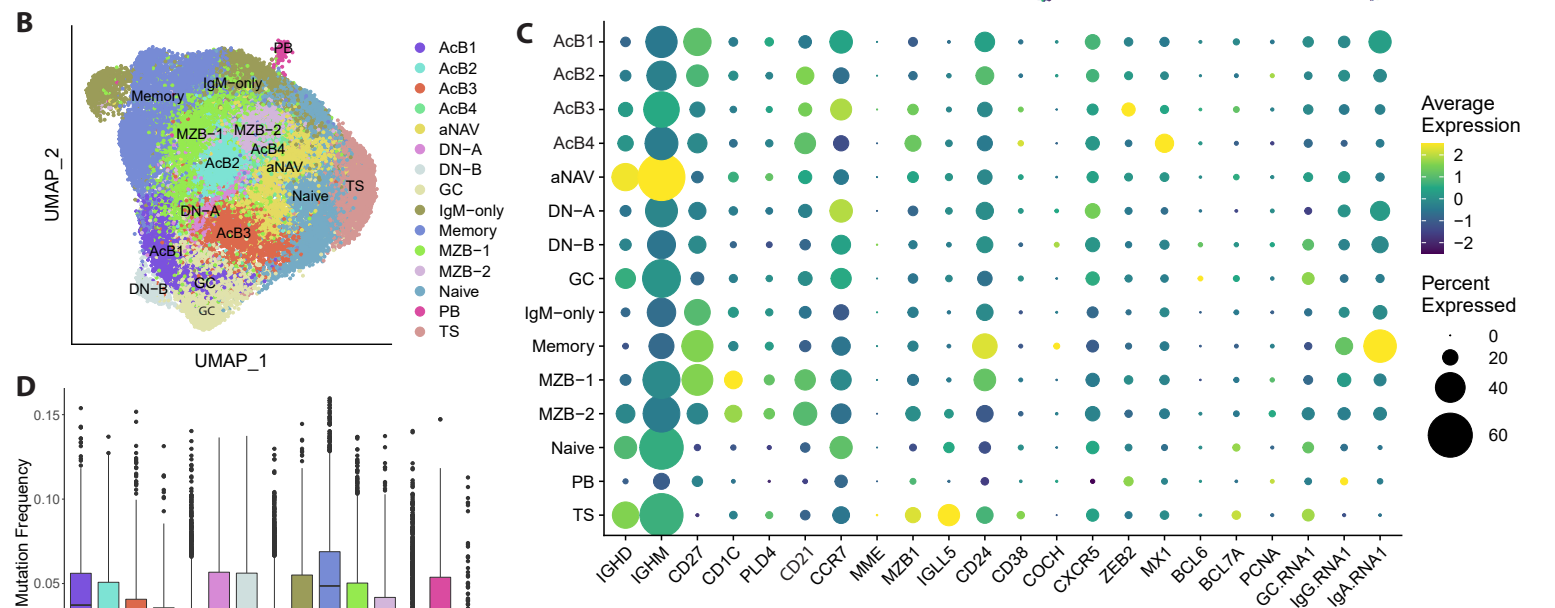 B
UMAP_2
PB
IgM−only
Memory
MZB−1
MZB−2
AcB4
AcB2
aNAV
TS
Naive
DN−A
AcB3
AcB1
GC
DN−B
GC
UMAP_1
AcB1
AcB2
AcB3
AcB4
aNAV
DN−A
DN−B
GC
IgM−only
Memory
MZB−1
MZB−2
Naive
PB
TS
C
AcB1
AcB2
AcB3
AcB4
aNAV
DN−A
DN−B
GC
IgM−only
Memory
MZB−1
MZB−2
Naive
PB
TS
IGHD
IGHM
CD27
CD1C
PLD4
CD21
CCR7
MME
MZB1
IGLL5
CD24
CD38
COCH
CXCR5
ZEB2
MX1
BCL6
BCL7A
PCNA
GC.RNA1
IgG.RNA1
IgA.RNA1
Average
Expression
2
1
0
−1
−2
Percent
Expressed
0
20
40
60
D
Mutation Frequency
0.15
0.10
0.05